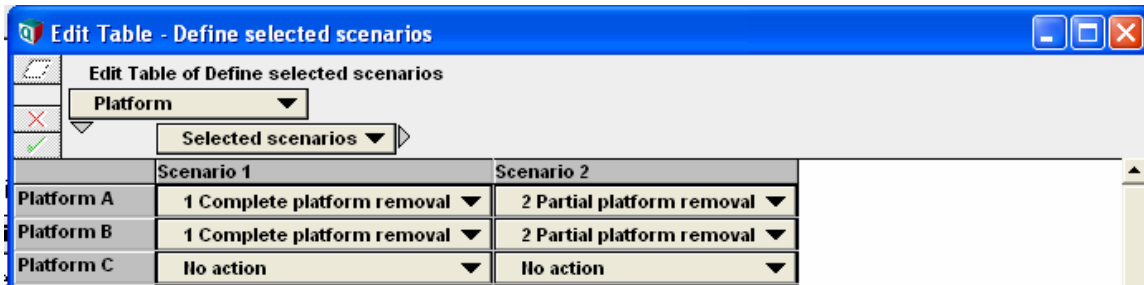 Edit Table - Define selected scenarios
Edit Table of Define selected scenarios
Platform
Selected scenarios
Scenario 1 Scenario 2
Platform A 1 Complete platform removal 2 Partial platform removal
Platform B 1 Complete platform removal 2 Partial platform removal
Platform C No action No action